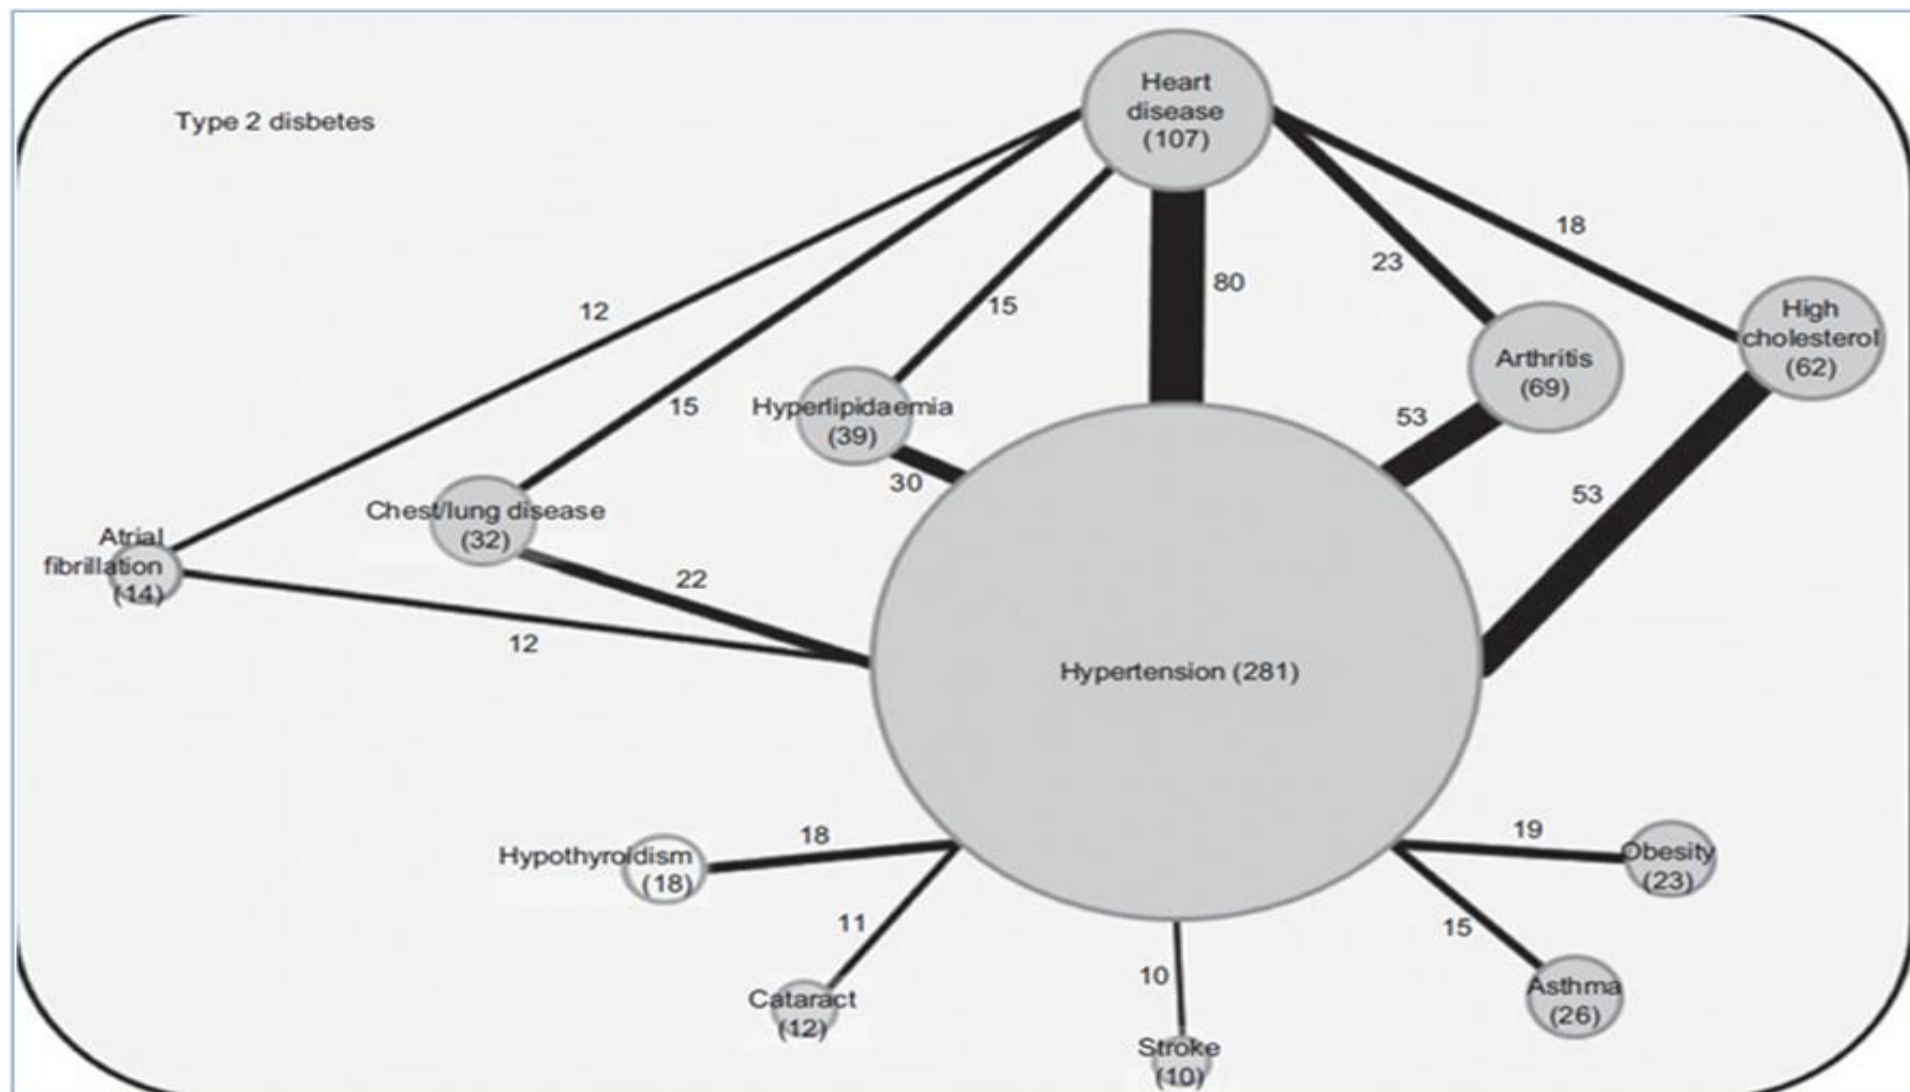 Type 2 disbetes
Heart
disease
(107)
12
15
15
80
23
18
High
cholesterol
(62)
Arthritis
(69)
Hyperlipidaemia
(39)
30
53
53
Chest/lung disease
(32)
Atrial
fibrillation
(14)
22
12
Hypertension (281)
Hypothyroidism
(18)
18
11
Cataract
(12)
10
Stroke
(10)
15
Asthma
(26)
19
Obesity
(23)